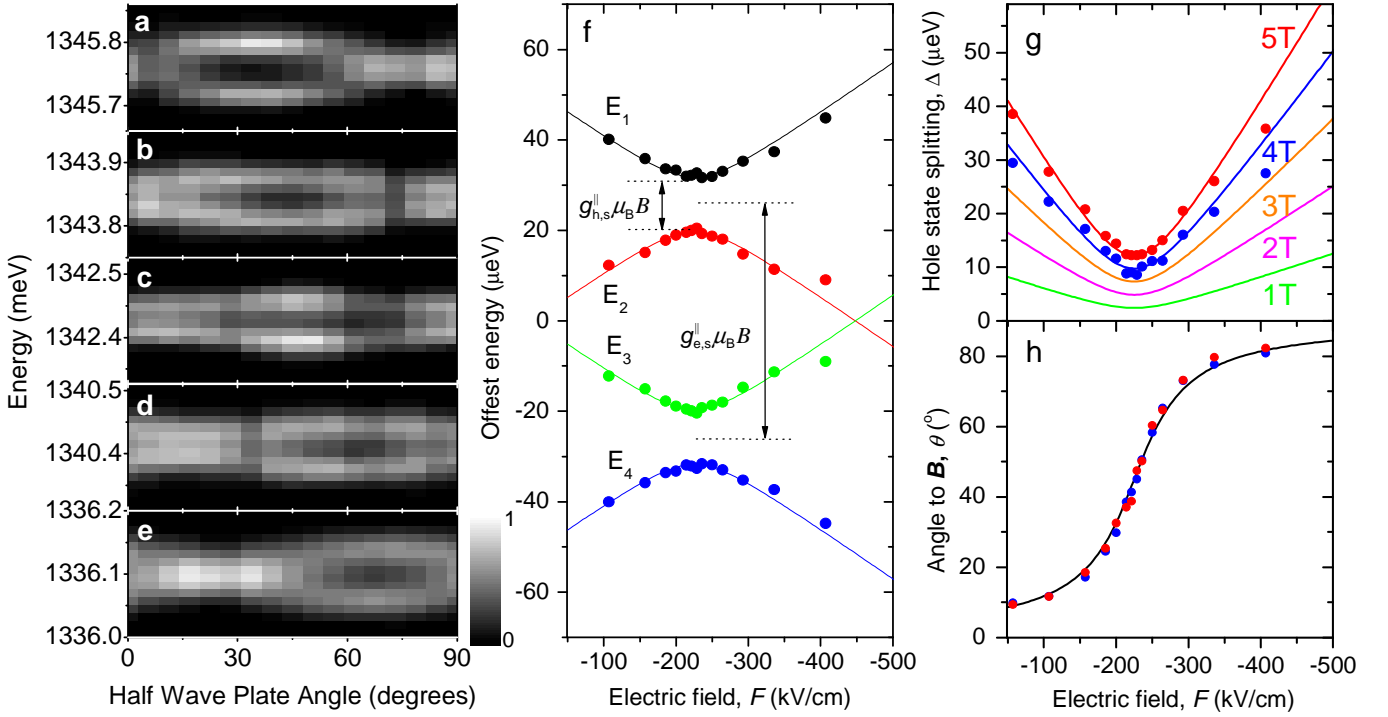 a
b
c
d
e
1345.8
1345.7
1343.9
1343.8
1342.5
1342.4
1340.5
1340.4
1336.2
1336.1
1336.0
Energy (meV)
0 30 60 90
Half Wave Plate Angle (degrees)
1
0
f
60
40
20
0
-20
-40
-60
Offest energy (μeV)
E1
E2
E3
E4
g∥h,s μB B
g∥e,s μB B
-100 -200 -300 -400 -500
Electric field, F (kV/cm)
g
50
40
30
20
10
0
Hole state splitting, Δ (μeV)
5T
4T
3T
2T
1T
h
80
60
40
20
0
Angle to B, θ (°)
-100 -200 -300 -400 -500
Electric field, F (kV/cm)